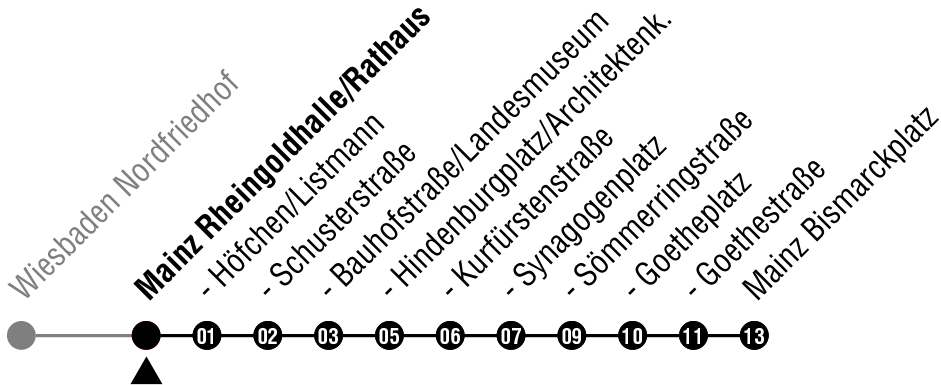 Wiesbaden Nordfriedhof
Mainz Rheingoldhalle/Rathaus
- Höfchen/Listmann
- Schusterstraße
- Bauhofstraße/Landesmuseum
- Hindenburgplatz/Architektenk.
- Kurfürstenstraße
- Synagogenplatz
- Sömmerringstraße
- Goetheplatz
- Goethestraße
Mainz Bismarckplatz
01 02 03 05 06 07 09 10 11 13